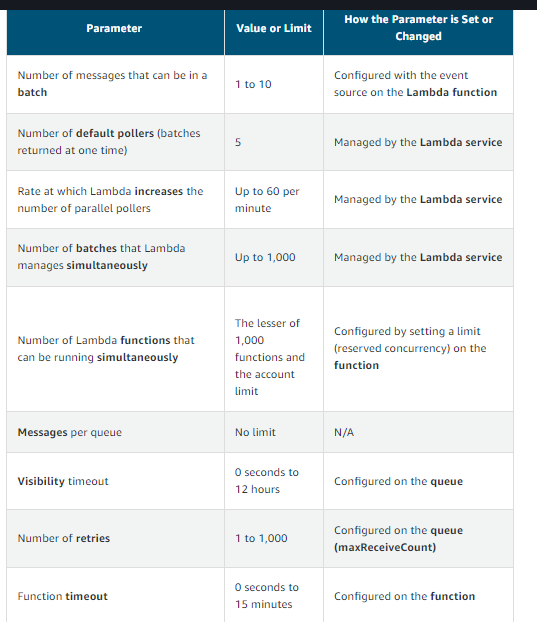 Parameter
Value or Limit
How the Parameter is Set or
Changed
Number of messages that can be in a
batch
1 to 10
Configured with the event
source on the Lambda function
Number of default pollers (batches
returned at one time)
5
Managed by the Lambda service
Rate at which Lambda increases the
number of parallel pollers
Up to 60 per
minute
Managed by the Lambda service
Number of batches that Lambda
manages simultaneously
Up to 1,000
Managed by the Lambda service
Number of Lambda functions that
can be running simultaneously
The lesser of
1,000
functions and
the account
limit
Configured by setting a limit
(reserved concurrency) on the
function
Messages per queue
No limit
N/A
Visibility timeout
0 seconds to
12 hours
Configured on the queue
Number of retries
1 to 1,000
Configured on the queue
(maxReceiveCount)
Function timeout
0 seconds to
15 minutes
Configured on the function